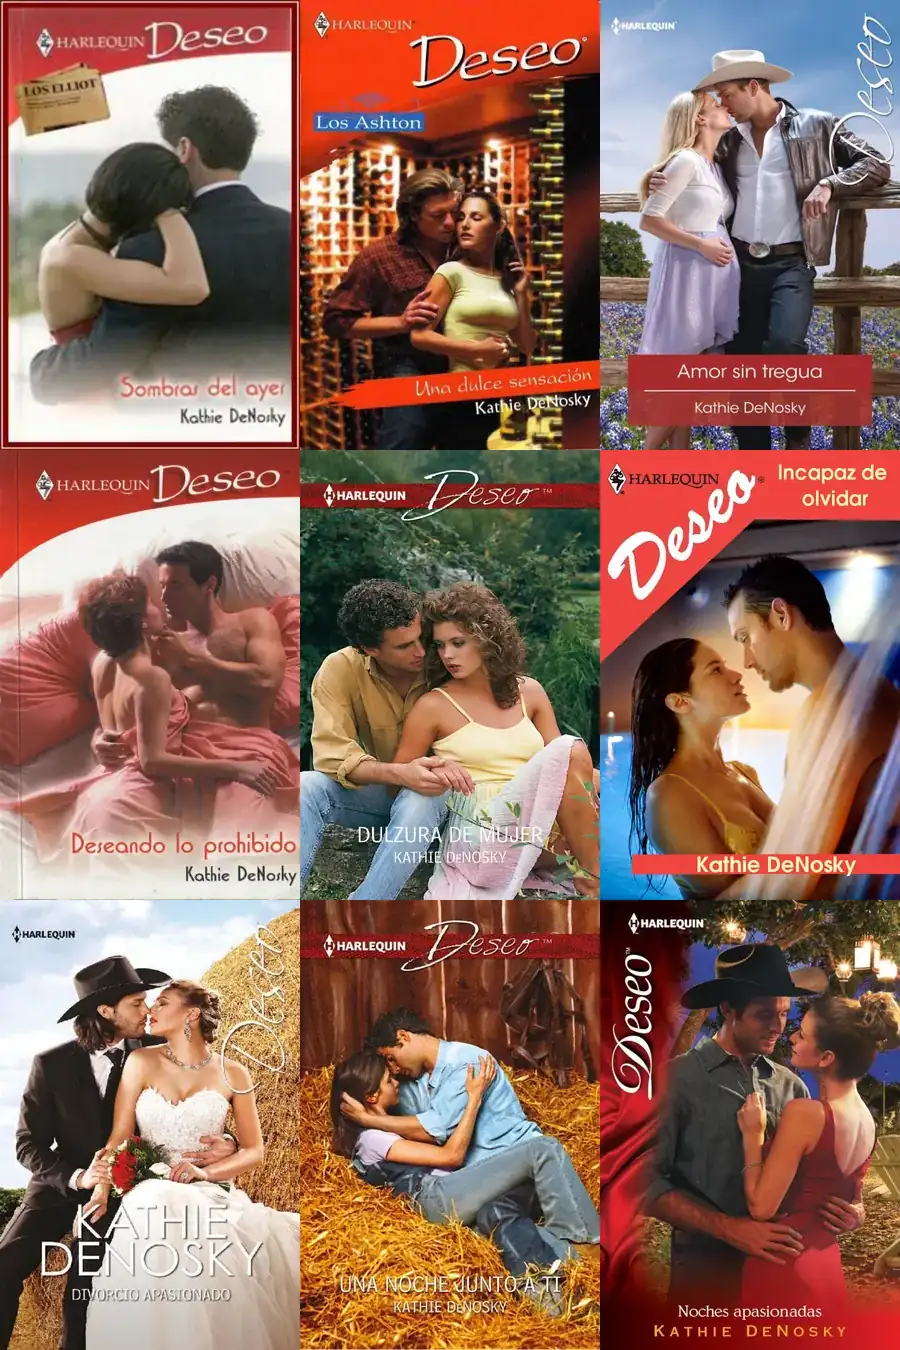 HARLEQUIN Deseo
LOS ELLIOT
Sombras del ayer
Kathie DeNosky
HARLEQUIN
Deseo
Los Ashton
Una dulce sensación
Kathie DeNosky
HARLEQUIN
Deseo
Amor sin tregua
Kathie DeNosky
HARLEQUIN Deseo
Deseando lo prohibido
Kathie DeNosky
HARLEQUIN Deseo™
DULZURA DE MUJER
KATHIE DeNOSKY
HARLEQUIN
Deseo®
Incapaz de
olvidar
Kathie DeNosky
HARLEQUIN
Deseo
KATHIE
DENOSKY
DIVORCIO APASIONADO
HARLEQUIN Deseo™
UNA NOCHE JUNTO A TI
KATHIE DeNOSKY
HARLEQUIN
Deseo™
Noches apasionadas
KATHIE DENOSKY